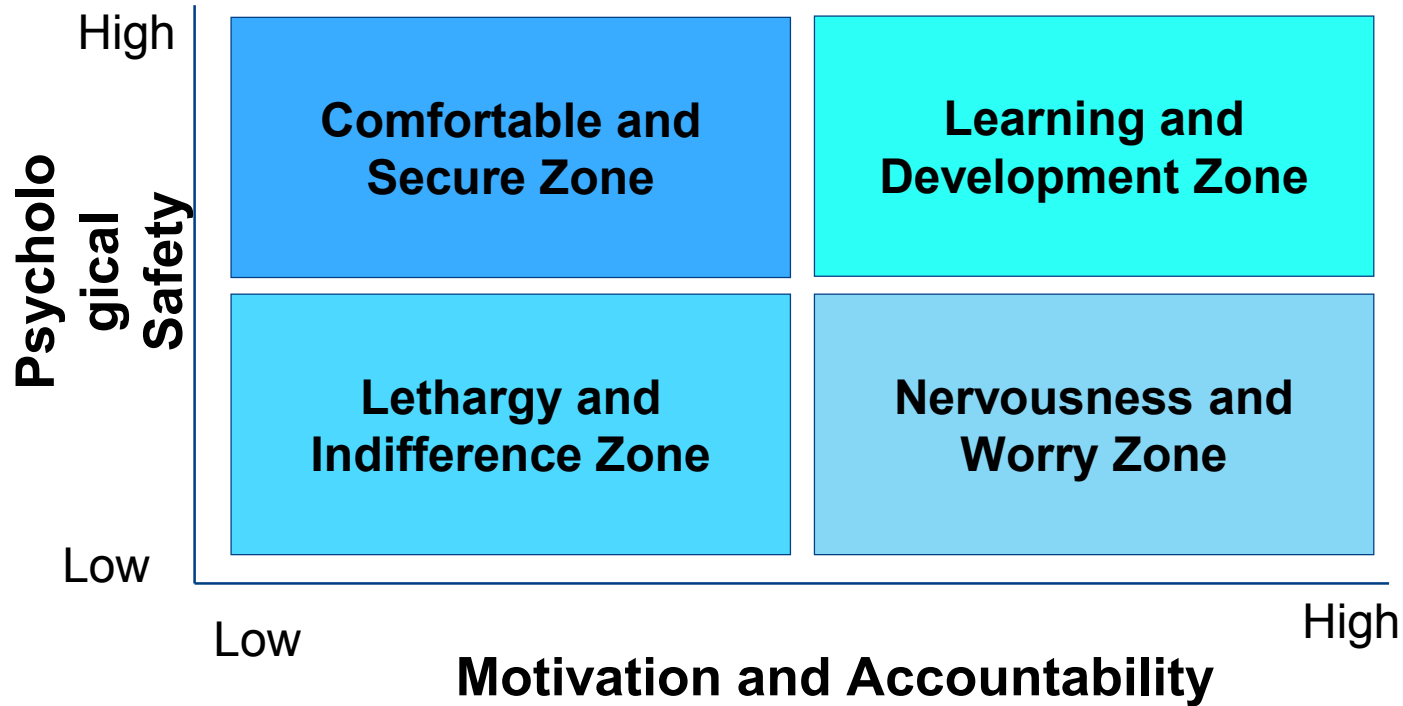 High
Psycholo
gical
Safety
Comfortable and
Secure Zone
Learning and
Development Zone
Lethargy and
Indifference Zone
Nervousness and
Worry Zone
Low
Low
High
Motivation and Accountability